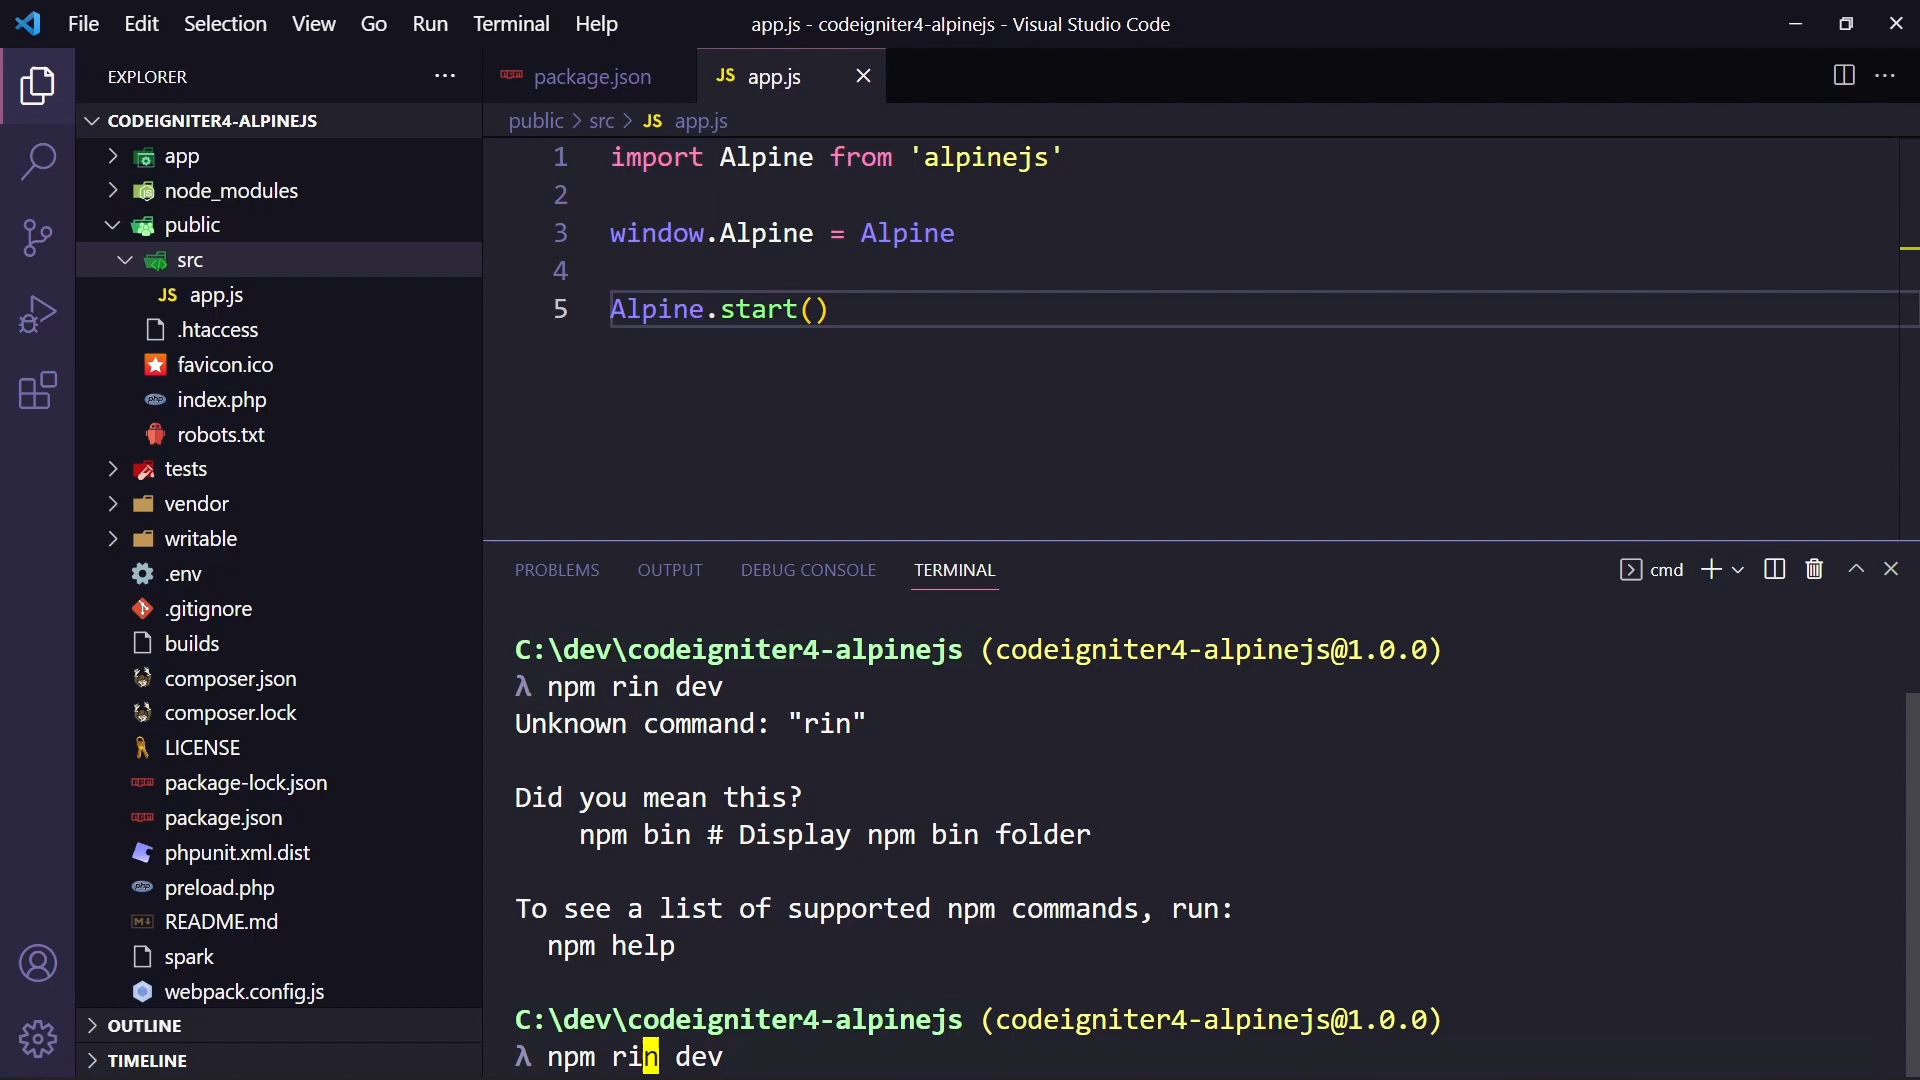 File Edit Selection View Go Run Terminal Help
app.js - codeigniter4-alpinejs - Visual Studio Code
EXPLORER
CODEIGNITER4-ALPINEJS
app
node_modules
public
src
JS app.js
.htaccess
favicon.ico
php index.php
robots.txt
tests
vendor
writable
.env
.gitignore
builds
composer.json
composer.lock
LICENSE
package-lock.json
package.json
phpunit.xml.dist
php preload.php
README.md
spark
webpack.config.js
OUTLINE
TIMELINE
package.json
JS app.js
public > src > JS app.js
1 import Alpine from 'alpinejs'
2
3 window.Alpine = Alpine
4
5 Alpine.start()
PROBLEMS OUTPUT DEBUG CONSOLE TERMINAL
cmd
C:\dev\codeigniter4-alpinejs (codeigniter4-alpinejs@1.0.0)
λ npm rin dev
Unknown command: "rin"
Did you mean this?
npm bin # Display npm bin folder
To see a list of supported npm commands, run:
npm help
C:\dev\codeigniter4-alpinejs (codeigniter4-alpinejs@1.0.0)
λ npm rin dev